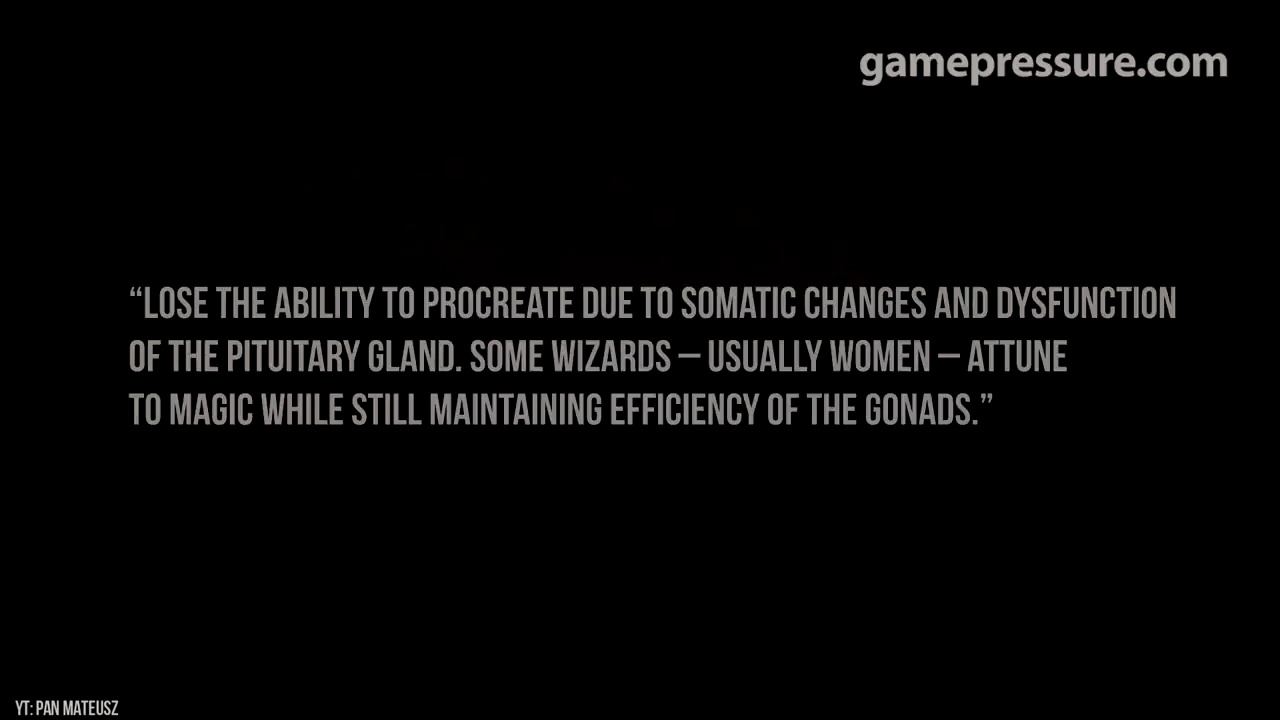 gamepressure.com
“LOSE THE ABILITY TO PROCREATE DUE TO SOMATIC CHANGES AND DYSFUNCTION
OF THE PITUITARY GLAND. SOME WIZARDS – USUALLY WOMEN – ATTUNE
TO MAGIC WHILE STILL MAINTAINING EFFICIENCY OF THE GONADS.”
YT: PAN MATEUSZ